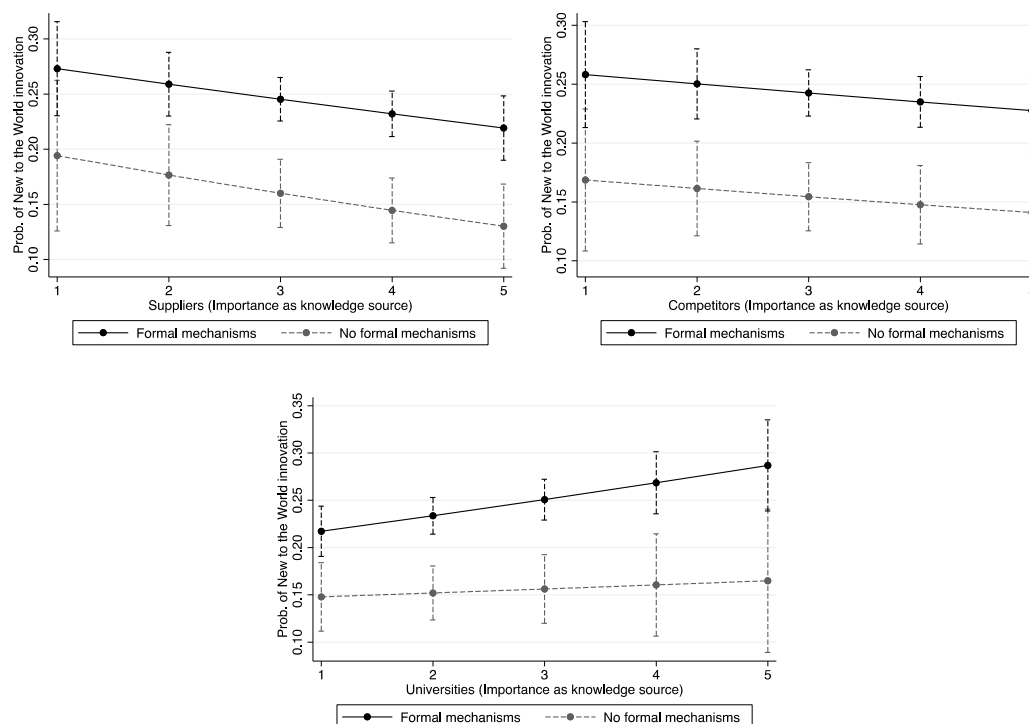 Prob. of New to the World innovation
0.30
0.25
0.20
0.15
0.10
1 2 3 4 5
Suppliers (Importance as knowledge source)
Formal mechanisms No formal mechanisms
Prob. of New to the World innovation
0.30
0.25
0.20
0.15
0.10
1 2 3 4
Competitors (Importance as knowledge source)
Formal mechanisms No formal mechanisms
Prob. of New to the World innovation
0.35
0.30
0.25
0.20
0.15
0.10
1 2 3 4 5
Universities (Importance as knowledge source)
Formal mechanisms No formal mechanisms